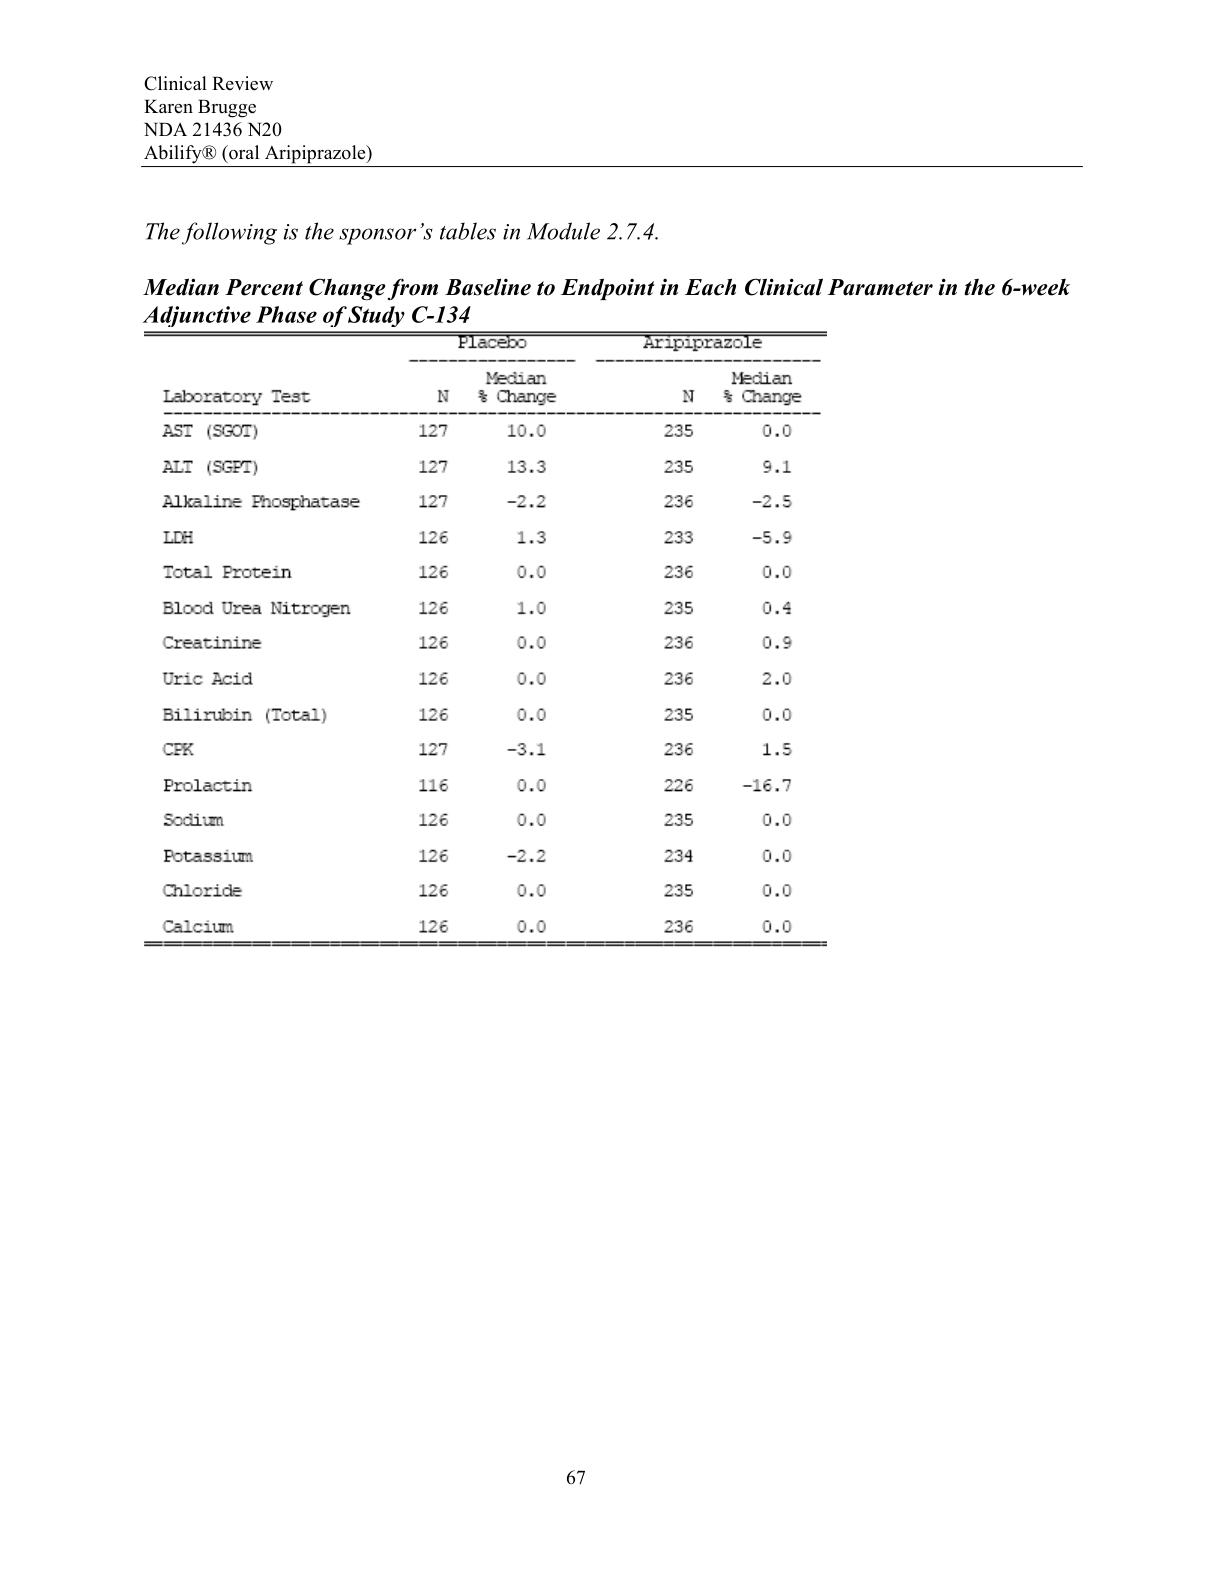 Clinical Review
Karen Brugge
NDA 21436 N20
Abilify® (oral Aripiprazole)
The following is the sponsor's tables in Module 2.7.4.
Median Percent Change from Baseline to Endpoint in Each Clinical Parameter in the 6-week
Adjunctive Phase of Study C-134
Placebo Aripiprazole
Median Median
Laboratory Test N % Change N % Change
AST (SGOT) 127 10.0 235 0.0
ALT (SGPT) 127 13.3 235 9.1
Alkaline Phosphatase 127 -2.2 236 -2.5
LDH 126 1.3 233 -5.9
Total Protein 126 0.0 236 0.0
Blood Urea Nitrogen 126 1.0 235 0.4
Creatinine 126 0.0 236 0.9
Uric Acid 126 0.0 236 2.0
Bilirubin (Total) 126 0.0 235 0.0
CPK 127 -3.1 236 1.5
Prolactin 116 0.0 226 -16.7
Sodium 126 0.0 235 0.0
Potassium 126 -2.2 234 0.0
Chloride 126 0.0 235 0.0
Calcium 126 0.0 236 0.0
67